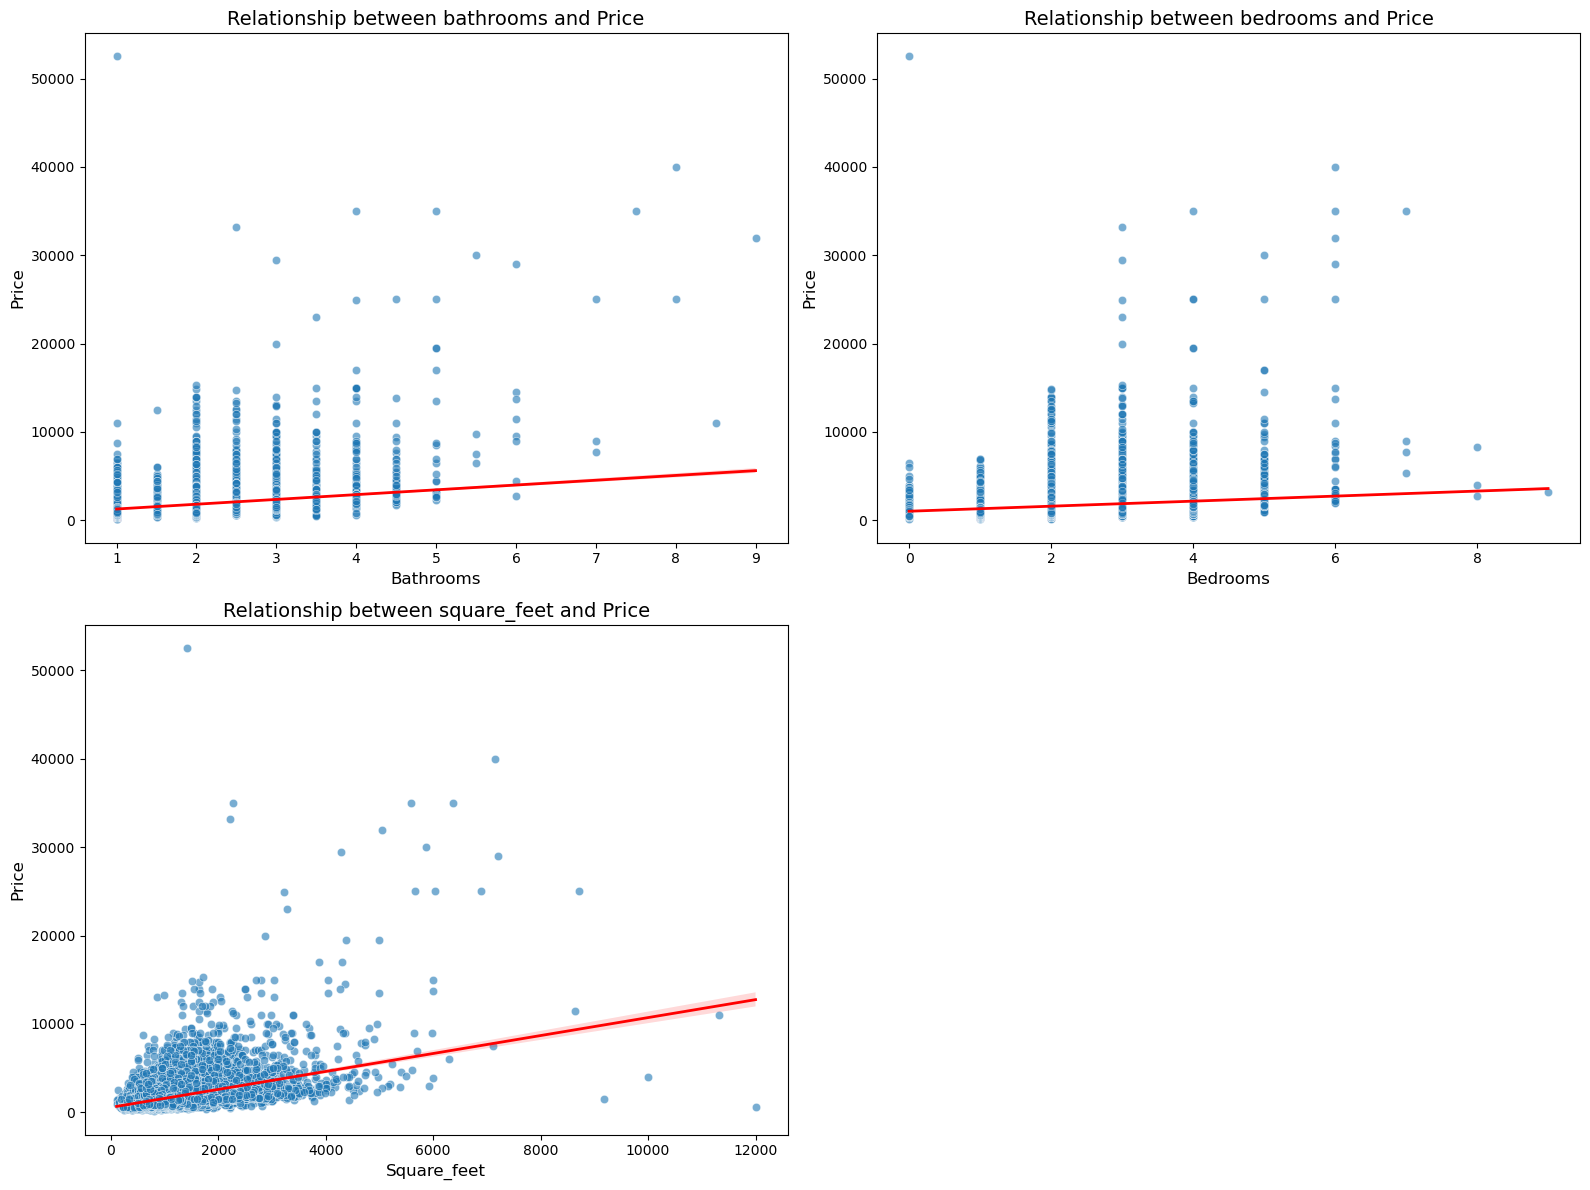 Relationship between bathrooms and Price
50000
40000
30000
20000
10000
0
Price
1 2 3 4 5 6 7 8 9
Bathrooms
Relationship between bedrooms and Price
50000
40000
30000
20000
10000
0
Price
0 2 4 6 8
Bedrooms
Relationship between square_feet and Price
50000
40000
30000
20000
10000
0
Price
0 2000 4000 6000 8000 10000 12000
Square_feet